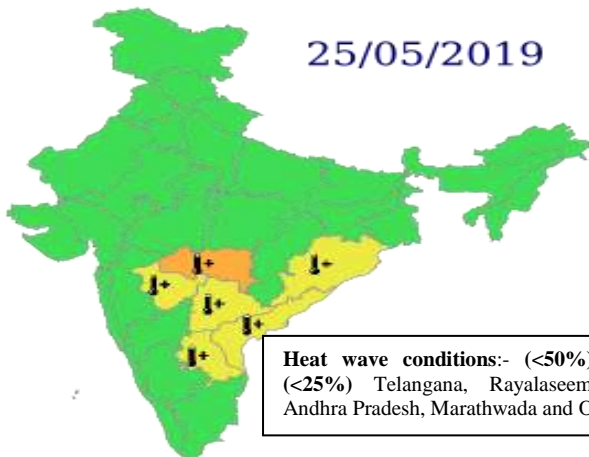 25/05/2019
Heat wave conditions:- (<50%)
(<25%) Telangana, Rayalaseem
Andhra Pradesh, Marathwada and O